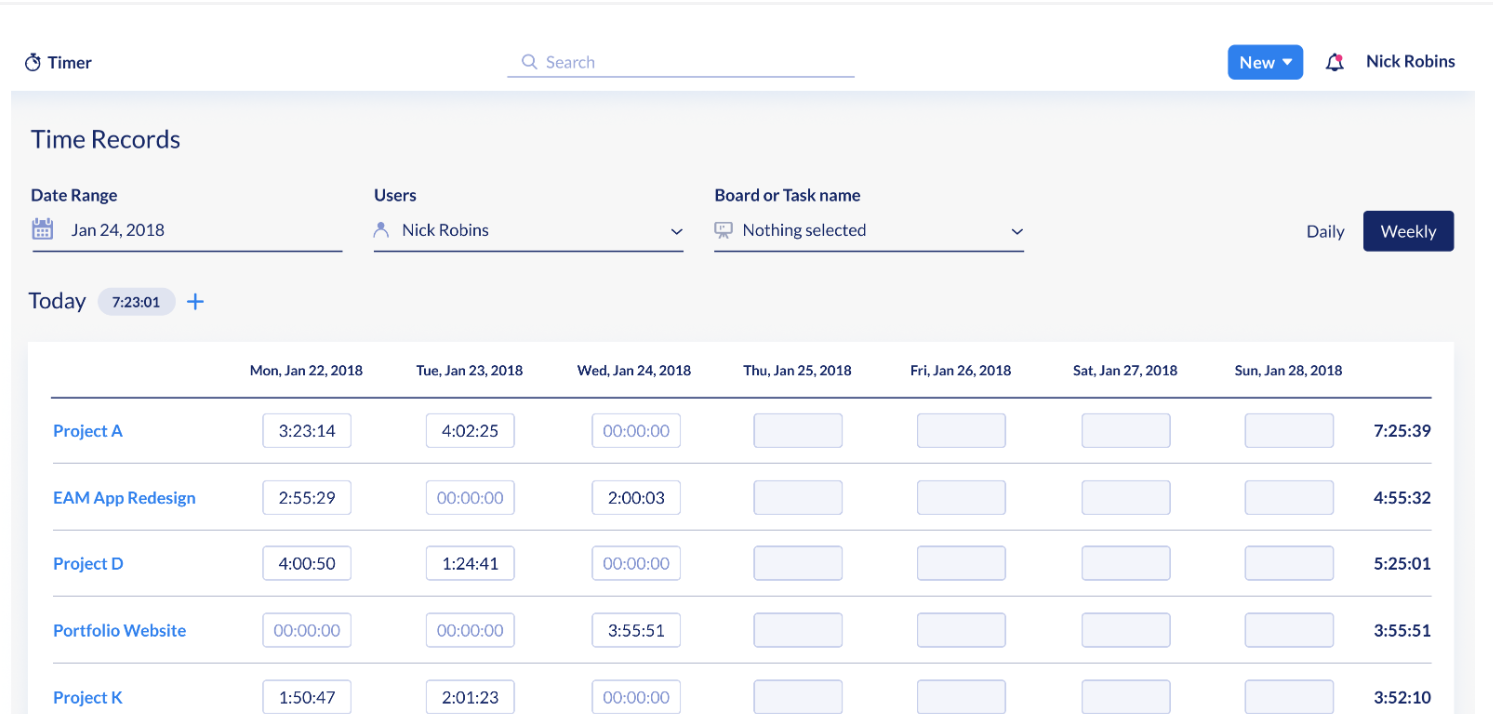 Timer Search New Nick Robins
Time Records
Date Range Users Board or Task name
Jan 24, 2018 Nick Robins Nothing selected Daily Weekly
Today 7:23:01 +
Mon, Jan 22, 2018 Tue, Jan 23, 2018 Wed, Jan 24, 2018 Thu, Jan 25, 2018 Fri, Jan 26, 2018 Sat, Jan 27, 2018 Sun, Jan 28, 2018
Project A 3:23:14 4:02:25 00:00:00 7:25:39
EAM App Redesign 2:55:29 00:00:00 2:00:03 4:55:32
Project D 4:00:50 1:24:41 00:00:00 5:25:01
Portfolio Website 00:00:00 00:00:00 3:55:51 3:55:51
Project K 1:50:47 2:01:23 00:00:00 3:52:10